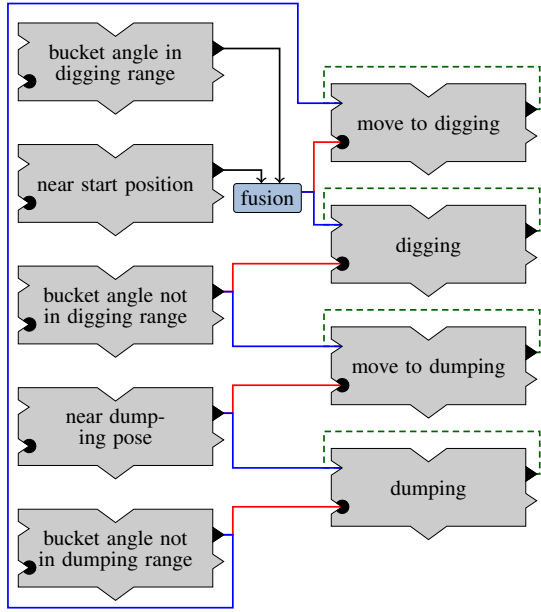 bucket angle in
digging range
move to digging
near start position
fusion
digging
bucket angle not
in digging range
move to dumping
near dump-
ing pose
dumping
bucket angle not
in dumping range